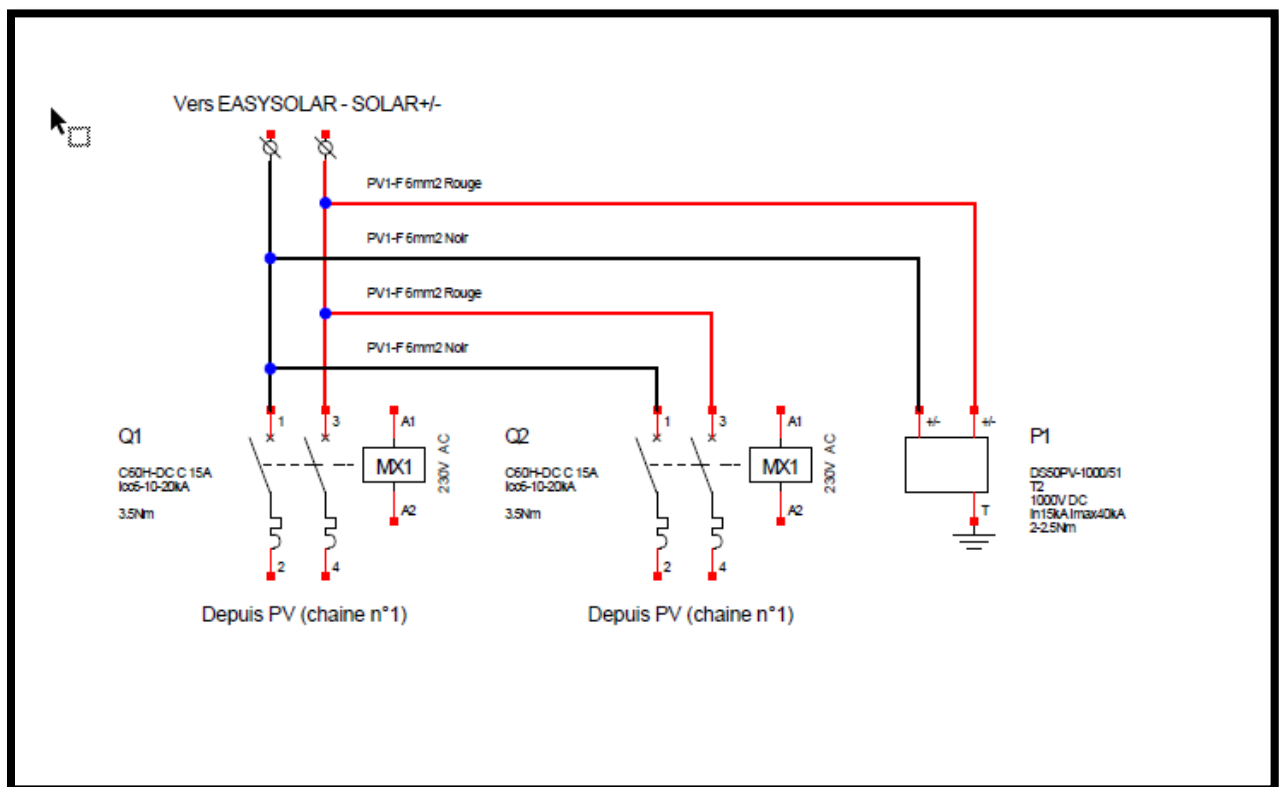 Vers EASYSOLAR - SOLAR+/-
PV1-F 6mm2 Rouge
PV1-F 6mm2 Noir
PV1-F 6mm2 Rouge
PV1-F 6mm2 Noir
Q1
C60H-DC C 15A
Icc6-10-20kA
3.5Nm
1
3
2
4
A1
MX1
A2
230V AC
Q2
C60H-DC C 15A
Icc6-10-20kA
3.5Nm
1
3
2
4
A1
MX1
A2
230V AC
+/-
+/-
T
P1
DS50PV-1000/51
T2
1000V DC
In15kA Imax40kA
2-2.5Nm
Depuis PV (chaine n°1)
Depuis PV (chaine n°1)